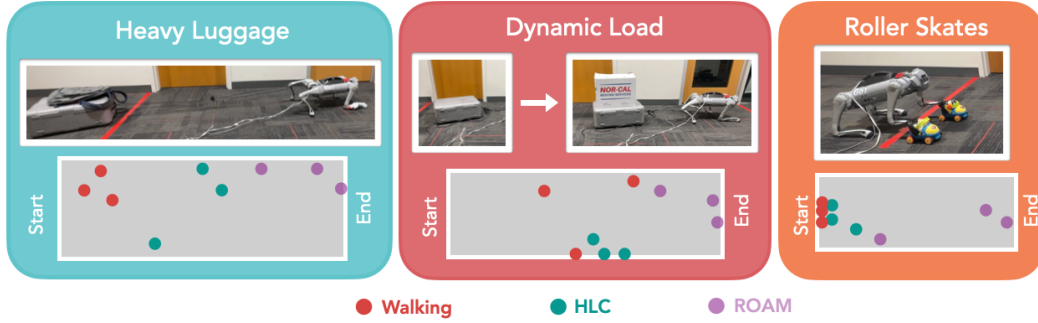 Heavy Luggage
Dynamic Load
Roller Skates
NOR-CAL
Start
End
Start
End
Start
End
Walking
HLC
ROAM